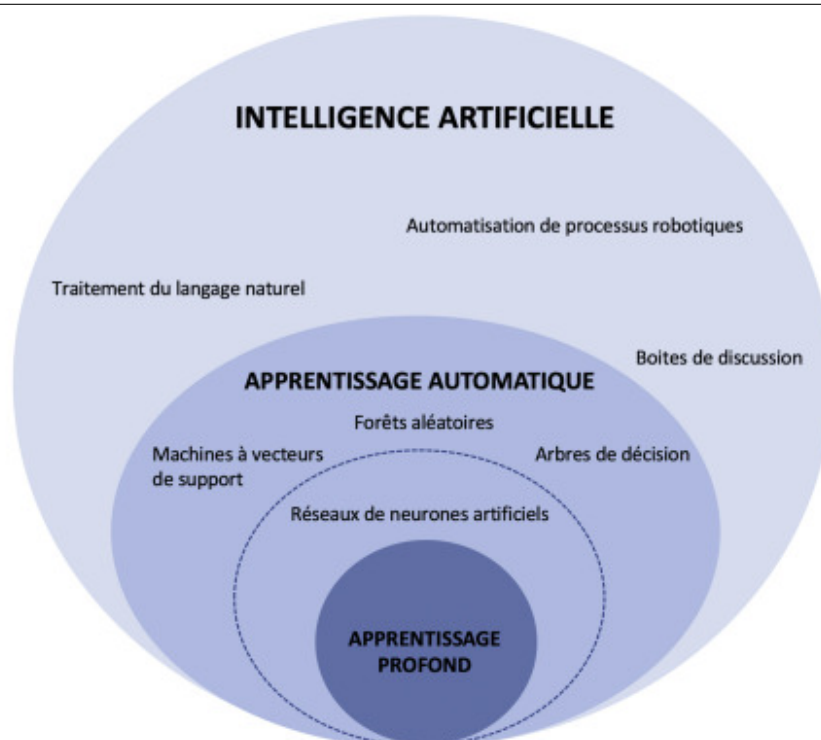 INTELLIGENCE ARTIFICIELLE
Automatisation de processus robotiques
Traitement du langage naturel
Boites de discussion
APPRENTISSAGE AUTOMATIQUE
Forêts aléatoires
Machines à vecteurs
de support
Arbres de décision
Réseaux de neurones artificiels
APPRENTISSAGE
PROFOND